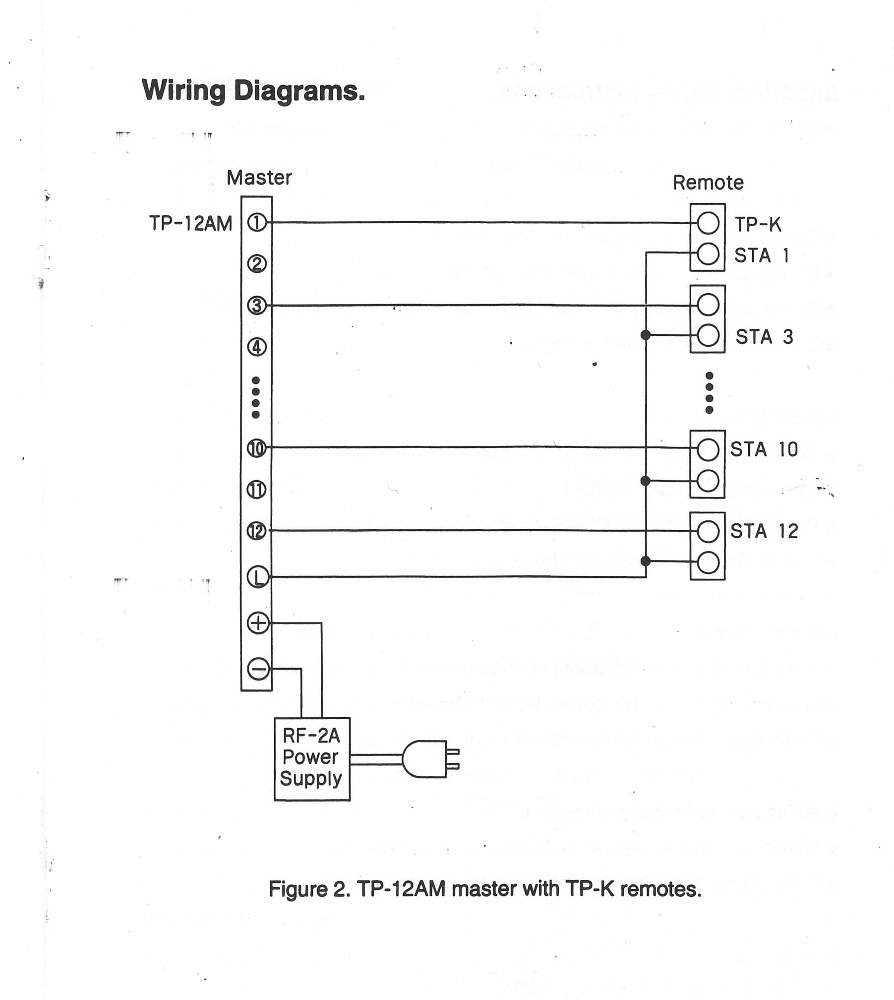 Wiring Diagrams.
Master
Remote
TP-12AM
1
TP-K
2
STA 1
3
4
STA 3
10
STA 10
11
12
STA 12
L
+
−
RF-2A
Power
Supply
Figure 2. TP-12AM master with TP-K remotes.